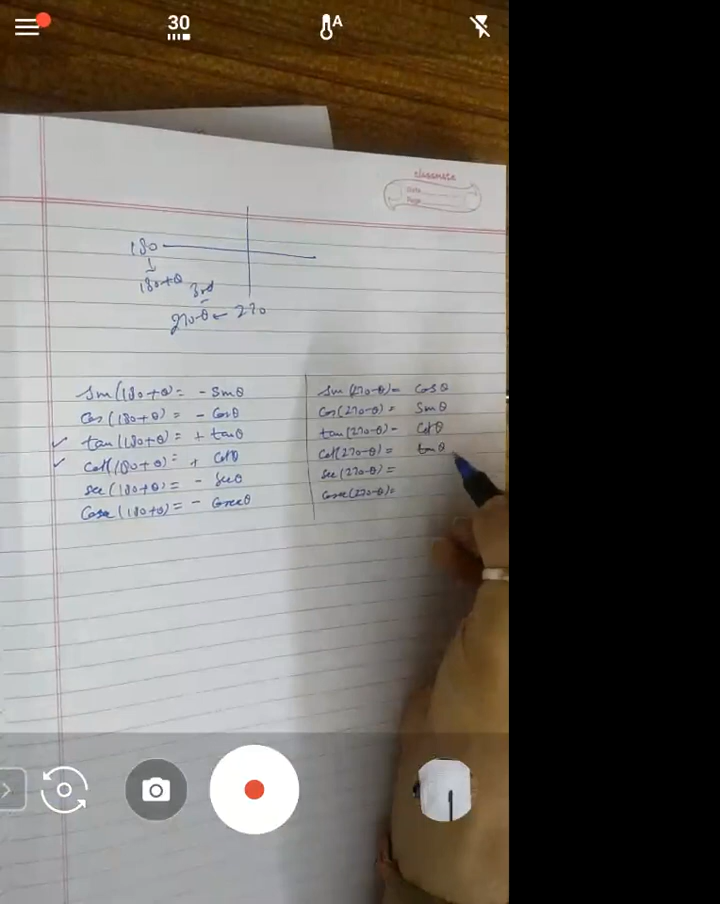 30
A
classmate
Date
Page
180
180+θ 3rd
270-θ ← 270
Sin(180+θ)= - Sinθ
Cos(180+θ) = - Cosθ
✓ tan(180+θ) = + tanθ
✓ Cot(180+θ) = + Cotθ
Sec(180+θ) = - Secθ
Cosec(180+θ) = - Cosecθ
Sin(270-θ)= Cosθ
Cos(270-θ)= Sinθ
tan(270-θ)= Cotθ
Cot(270-θ)= tanθ
Sec(270-θ)=
Cosec(270-θ)=